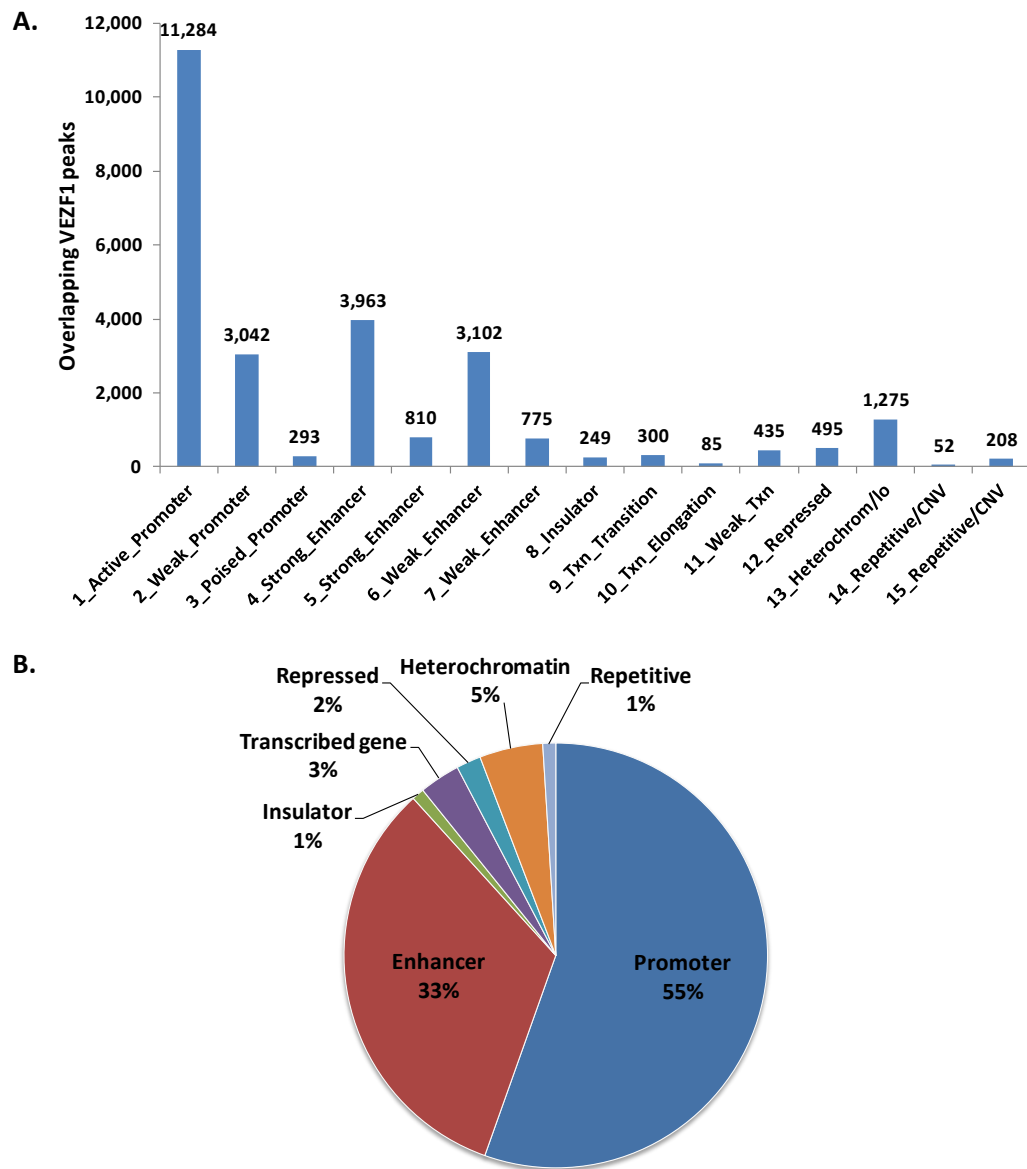 A.
12,000
10,000
8,000
6,000
4,000
2,000
0
Overlapping VEZF1 peaks
11,284
3,042
293
3,963
810
3,102
775
249
300
85
435
495
1,275
52
208
1_Active_Promoter
2_Weak_Promoter
3_Poised_Promoter
4_Strong_Enhancer
5_Strong_Enhancer
6_Weak_Enhancer
7_Weak_Enhancer
8_Insulator
9_Txn_Transition
10_Txn_Elongation
11_Weak_Txn
12_Repressed
13_Heterochrom/lo
14_Repetitive/CNV
15_Repetitive/CNV
B.
Heterochromatin
5%
Repetitive
1%
Repressed
2%
Transcribed gene
3%
Insulator
1%
Enhancer
33%
Promoter
55%